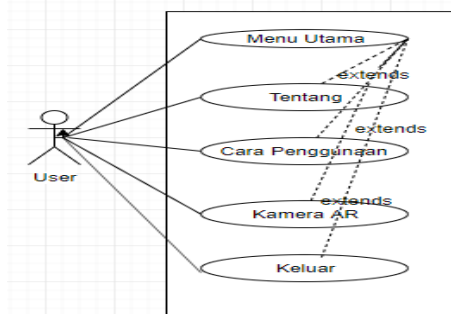 Menu Utama
extends
Tentang
extends
Cara Penggunaan
User
extends
Kamera AR
Keluar